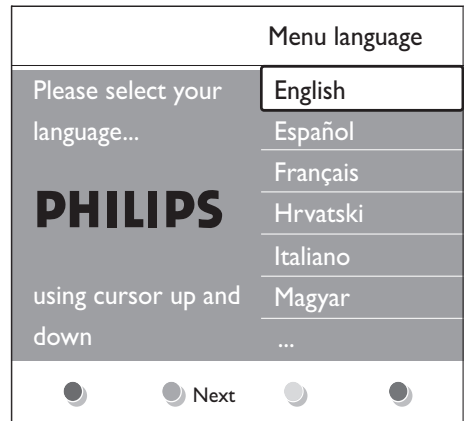 Menu language
Please select your
language...
PHILIPS
using cursor up and
down
English
Español
Français
Hrvatski
Italiano
Magyar
...
Next